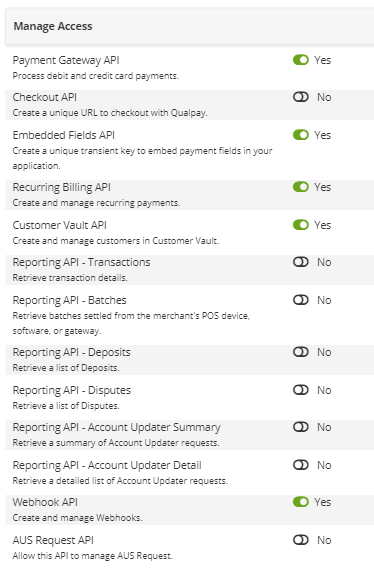 Manage Access
Payment Gateway API Yes
Process debit and credit card payments.
Checkout API No
Create a unique URL to checkout with Qualpay.
Embedded Fields API Yes
Create a unique transient key to embed payment fields in your
application.
Recurring Billing API Yes
Create and manage recurring payments.
Customer Vault API Yes
Create and manage customers in Customer Vault.
Reporting API - Transactions No
Retrieve transaction details.
Reporting API - Batches No
Retrieve batches settled from the merchant's POS device,
software, or gateway.
Reporting API - Deposits No
Retrieve a list of Deposits.
Reporting API - Disputes No
Retrieve a list of Disputes.
Reporting API - Account Updater Summary No
Retrieve a summary of Account Updater requests.
Reporting API - Account Updater Detail No
Retrieve a detailed list of Account Updater requests.
Webhook API Yes
Create and manage Webhooks.
AUS Request API No
Allow this API to manage AUS Request.